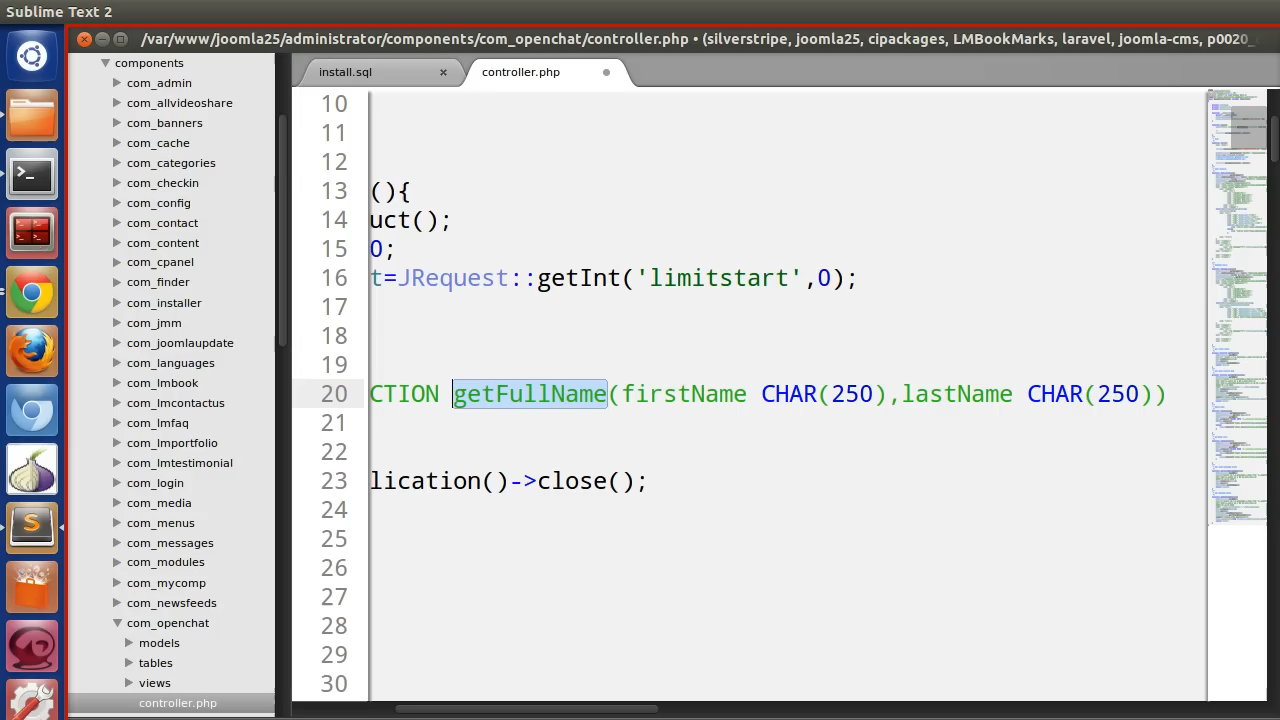 Sublime Text 2
/var/www/joomla25/administrator/components/com_openchat/controller.php • (silverstripe, joomla25, cipackages, LMBookMarks, laravel, joomla-cms, p0020_
components
com_admin
com_allvideoshare
com_banners
com_cache
com_categories
com_checkin
com_config
com_contact
com_content
com_cpanel
com_finder
com_installer
com_jmm
com_joomlaupdate
com_languages
com_lmbook
com_lmcontactus
com_lmfaq
com_lmportfolio
com_lmtestimonial
com_login
com_media
com_menus
com_messages
com_modules
com_mycomp
com_newsfeeds
com_openchat
models
tables
views
controller.php
install.sql
controller.php
10
11
12
13 (){
14 uct();
15 0;
16 t=JRequest::getInt('limitstart',0);
17
18
19
20 CTION getFullName(firstName CHAR(250),lastName CHAR(250))
21
22
23 lication()->close();
24
25
26
27
28
29
30